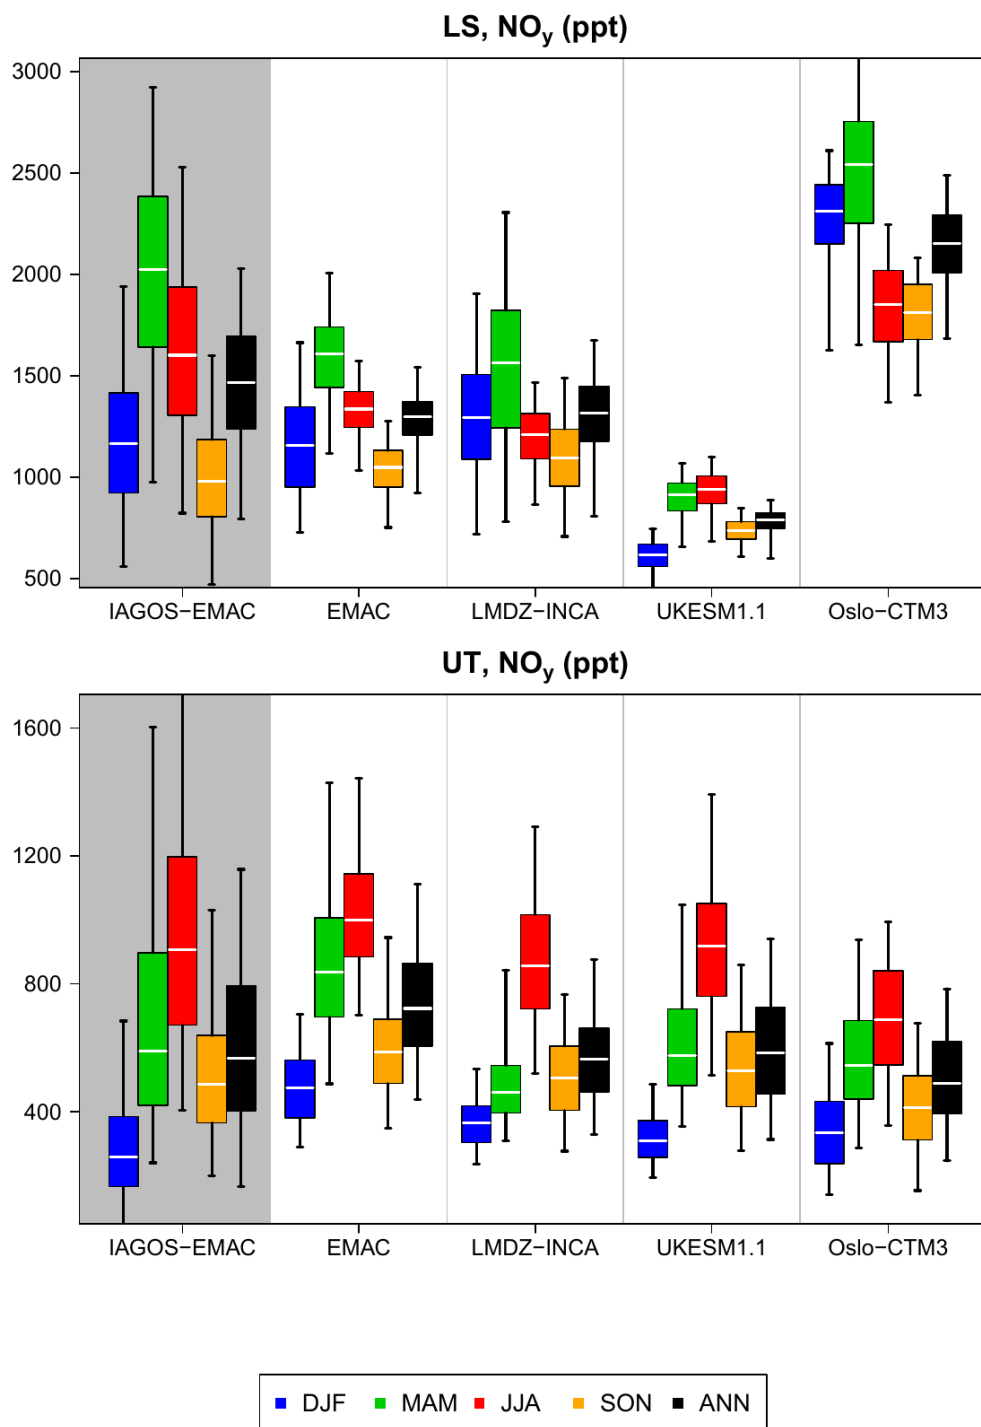 LS, NOy (ppt)
3000
2500
2000
1500
1000
500
IAGOS−EMAC EMAC LMDZ−INCA UKESM1.1 Oslo−CTM3
UT, NOy (ppt)
1600
1200
800
400
IAGOS−EMAC EMAC LMDZ−INCA UKESM1.1 Oslo−CTM3
DJF MAM JJA SON ANN